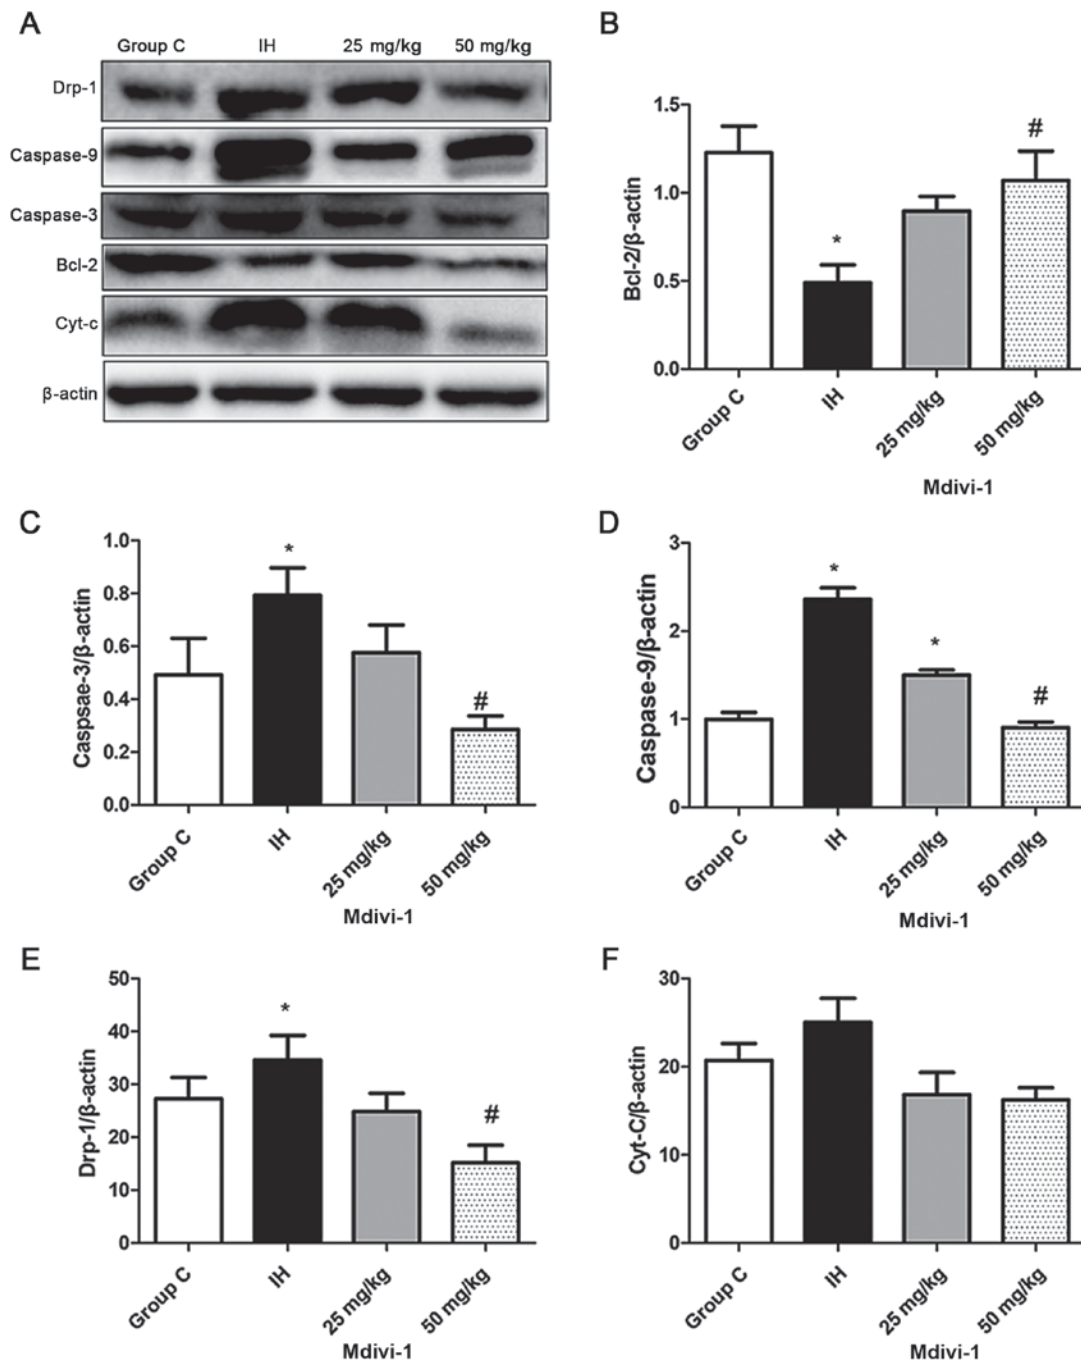 A
Group C IH 25 mg/kg 50 mg/kg
Drp-1
Caspase-9
Caspase-3
Bcl-2
Cyt-c
β-actin
B
Bcl-2/β-actin
1.5
1.0
0.5
0.0
*
#
Group C IH 25 mg/kg 50 mg/kg
Mdivi-1
C
Caspsae-3/β-actin
1.0
0.8
0.6
0.4
0.2
0.0
*
#
Group C IH 25 mg/kg 50 mg/kg
Mdivi-1
D
Caspase-9/β-actin
3
2
1
0
*
*
#
Group C IH 25 mg/kg 50 mg/kg
Mdivi-1
E
Drp-1/β-actin
50
40
30
20
10
0
*
#
Group C IH 25 mg/kg 50 mg/kg
Mdivi-1
F
Cyt-C/β-actin
30
20
10
0
Group C IH 25 mg/kg 50 mg/kg
Mdivi-1